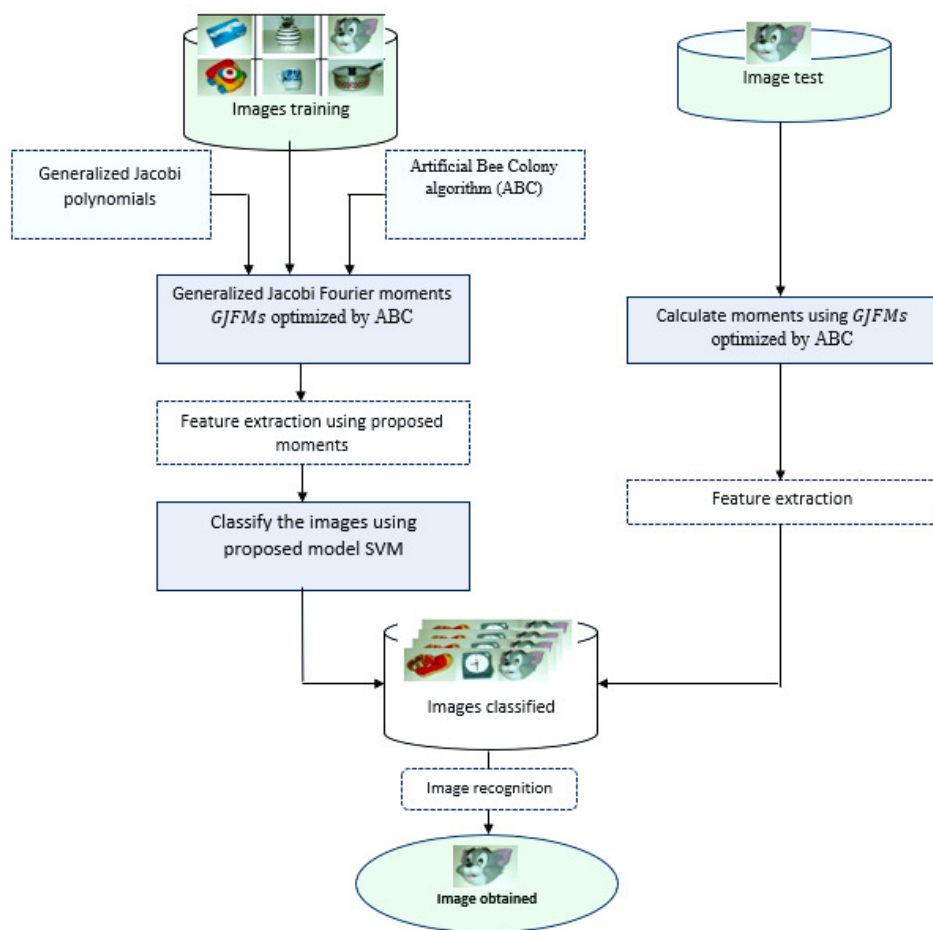 Images training
Image test
Generalized Jacobi
polynomials
Artificial Bee Colony
algorithm (ABC)
Generalized Jacobi Fourier moments
GJFMs optimized by ABC
Calculate moments using GJFMs
optimized by ABC
Feature extraction using proposed
moments
Feature extraction
Classify the images using
proposed model SVM
Images classified
Image recognition
Image obtained